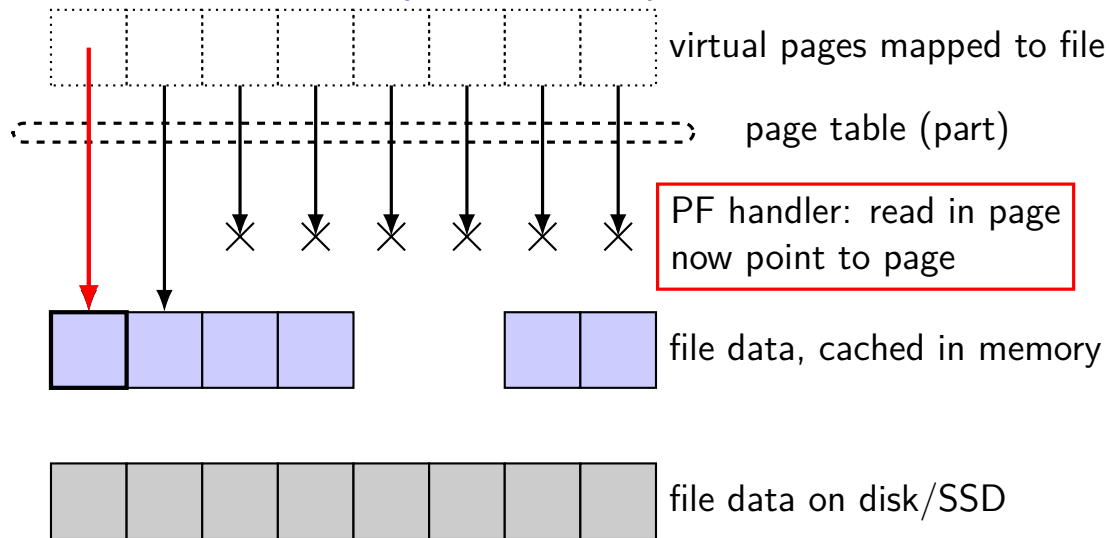 virtual pages mapped to file
page table (part)
PF handler: read in page
now point to page
file data, cached in memory
file data on disk/SSD